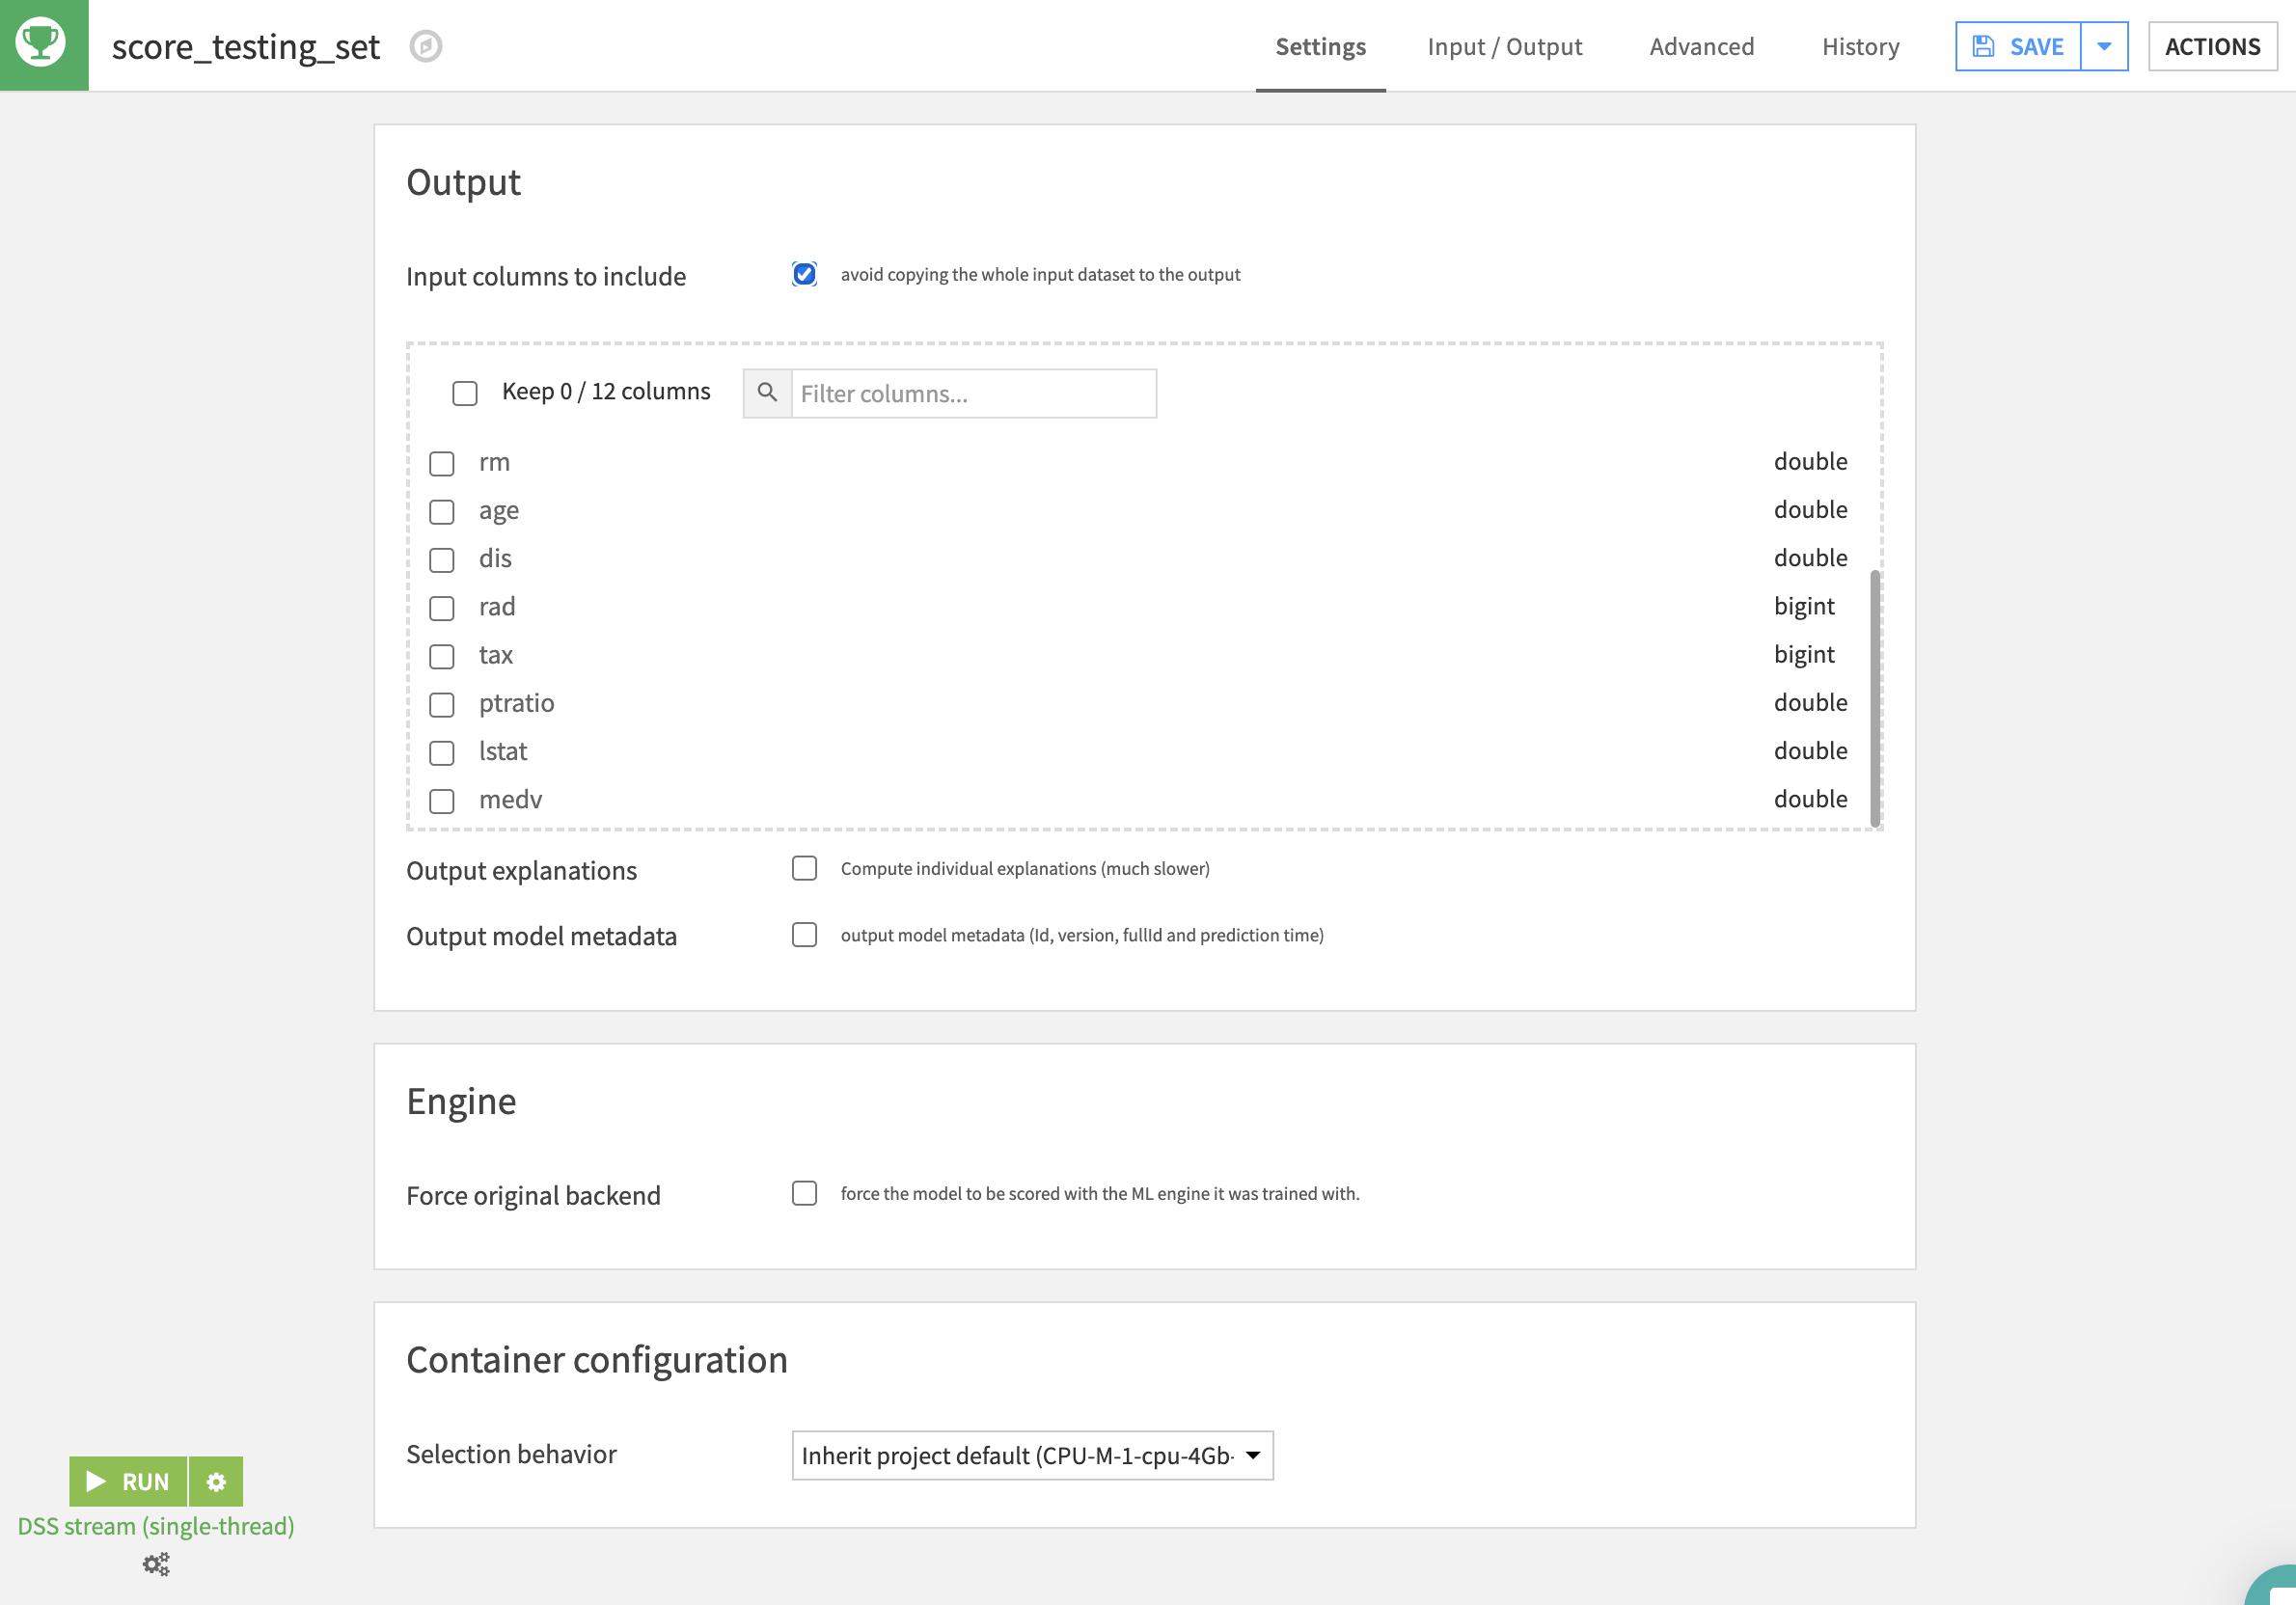 score_testing_set
Settings
Input / Output
Advanced
History
SAVE
ACTIONS
Output
Input columns to include
avoid copying the whole input dataset to the output
Keep 0 / 12 columns
Filter columns...
rm double
age double
dis double
rad bigint
tax bigint
ptratio double
lstat double
medv double
Output explanations
Compute individual explanations (much slower)
Output model metadata
output model metadata (Id, version, fullId and prediction time)
Engine
Force original backend
force the model to be scored with the ML engine it was trained with.
Container configuration
Selection behavior
Inherit project default (CPU-M-1-cpu-4Gb-
RUN
DSS stream (single-thread)